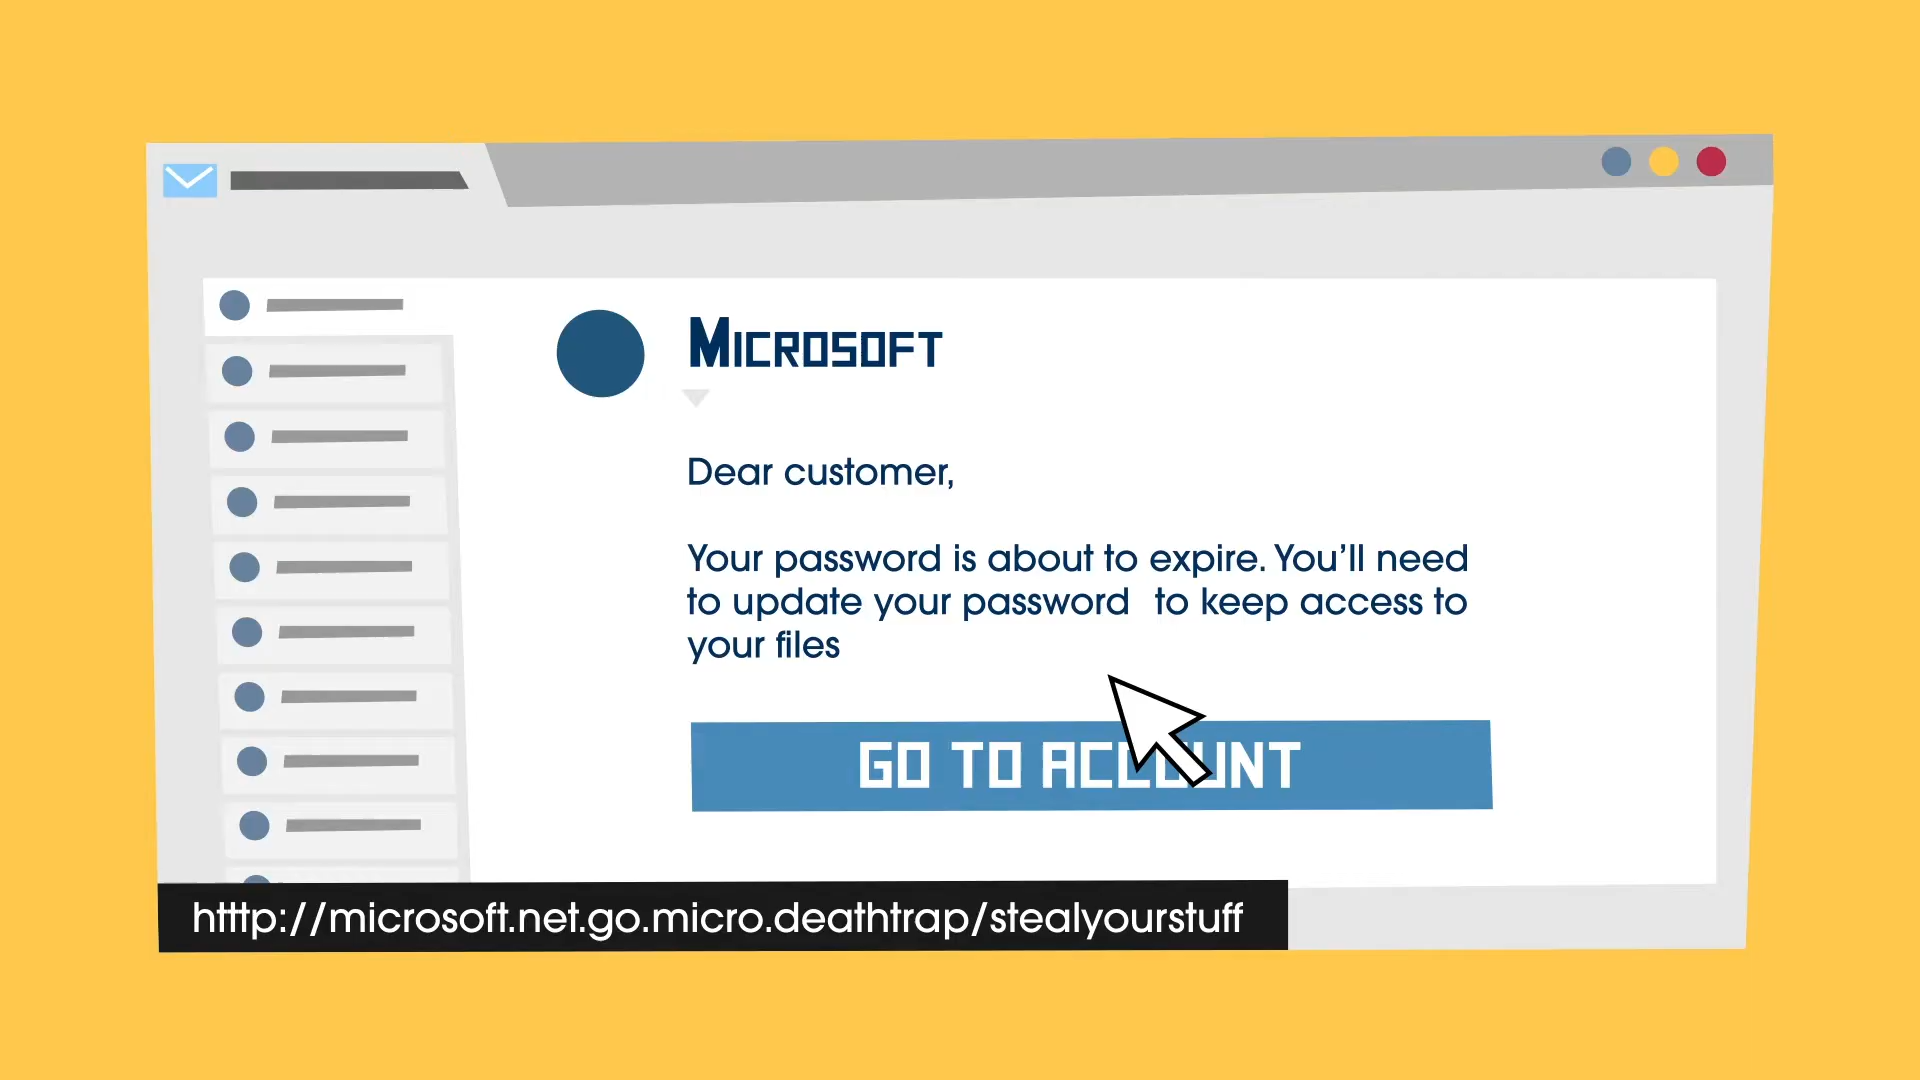 Microsoft
Dear customer,
Your password is about to expire. You’ll need
to update your password  to keep access to
your files
GO TO ACCOUNT
htttp://microsoft.net.go.micro.deathtrap/stealyourstuff